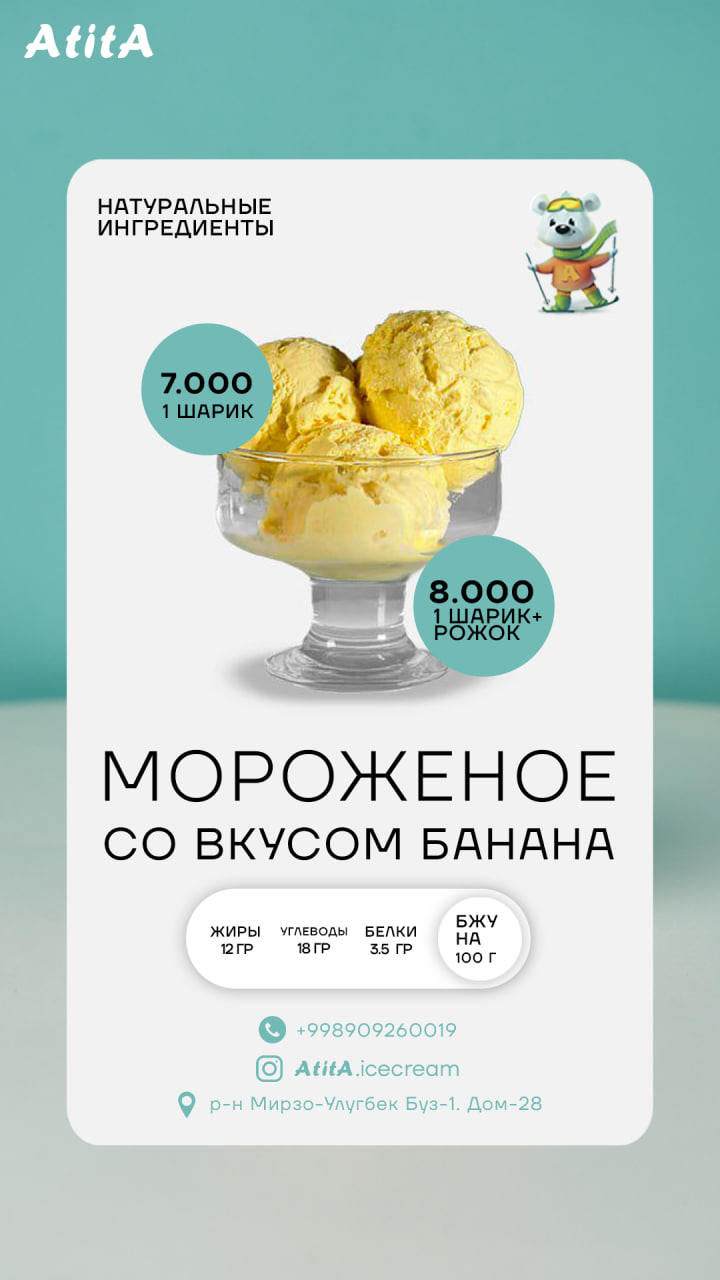 AtitA
НАТУРАЛЬНЫЕ
ИНГРЕДИЕНТЫ
A
7.000
1 ШАРИК
8.000
1 ШАРИК+
РОЖОК
МОРОЖЕНОЕ
СО ВКУСОМ БАНАНА
ЖИРЫ
12 ГР
УГЛЕВОДЫ
18 ГР
БЕЛКИ
3.5 ГР
БЖУ
НА
100 Г
+998909260019
AtitA.icecream
р-н Мирзо-Улугбек Буз-1. Дом-28